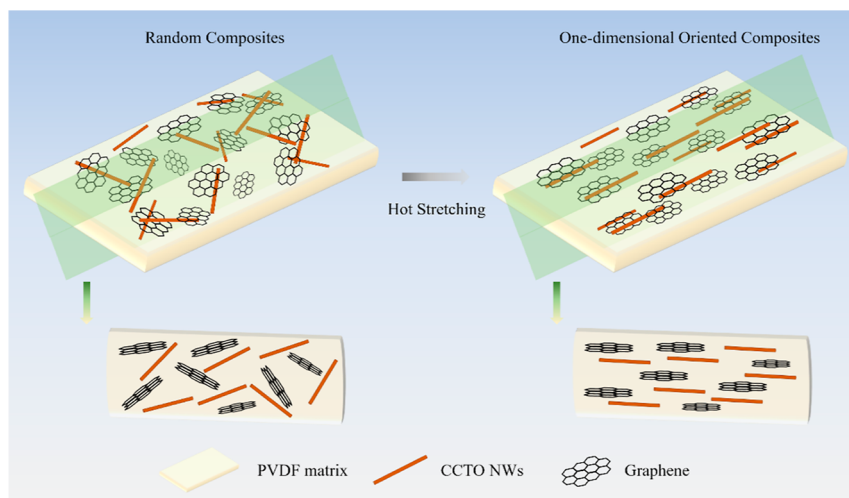 Random Composites
One-dimensional Oriented Composites
Hot Stretching
PVDF matrix
CCTO NWs
Graphene